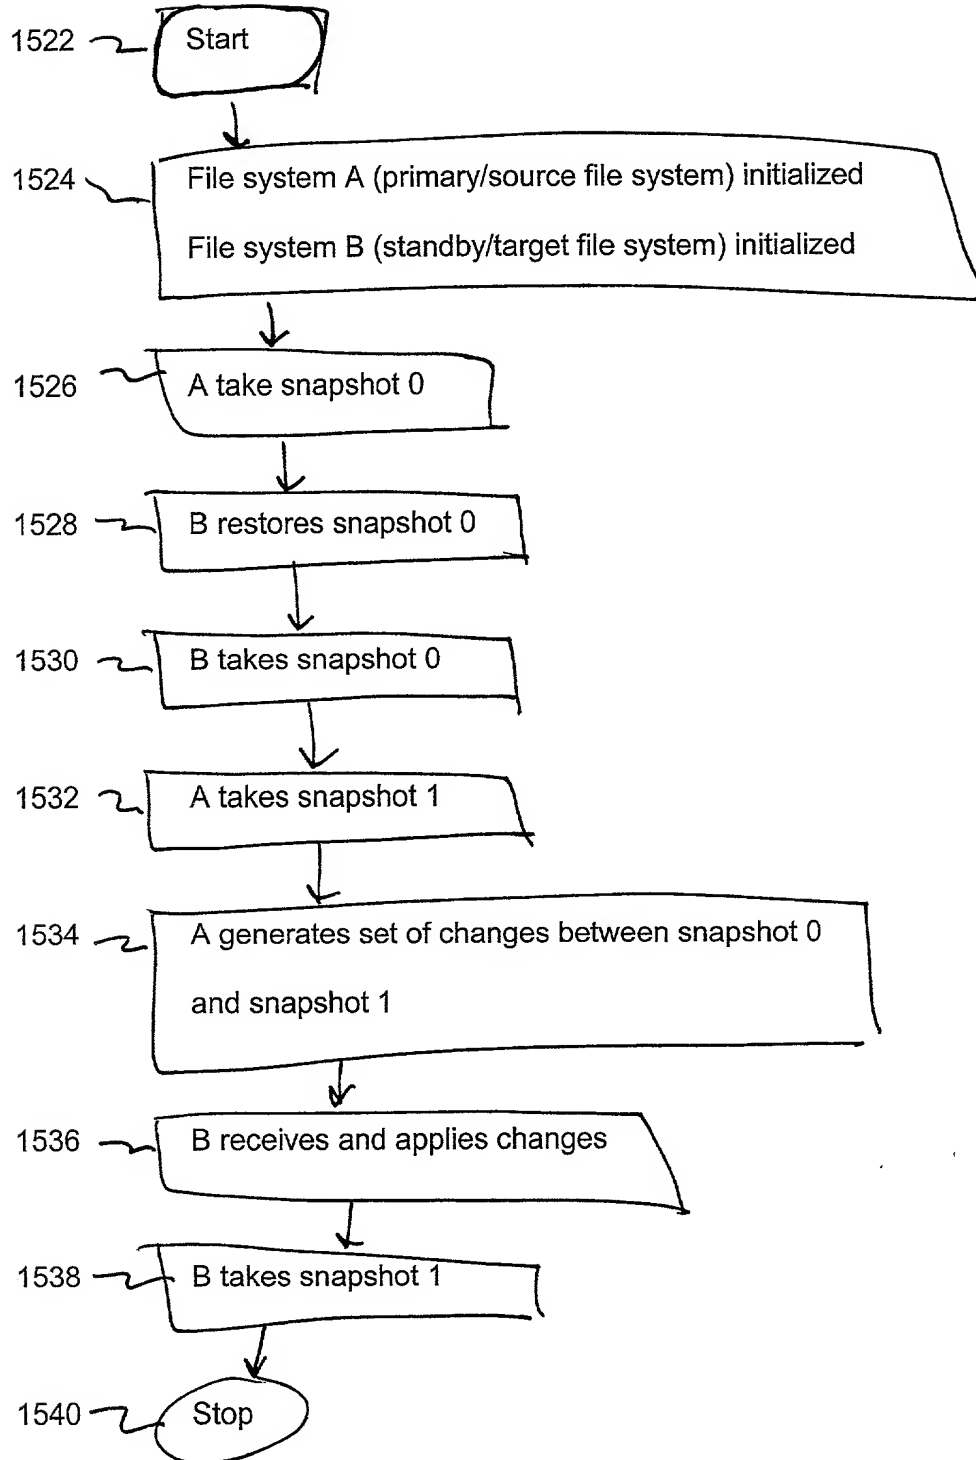 1522 Start
1524 File system A (primary/source file system) initialized
File system B (standby/target file system) initialized
1526 A take snapshot 0
1528 B restores snapshot 0
1530 B takes snapshot 0
1532 A takes snapshot 1
1534 A generates set of changes between snapshot 0
and snapshot 1
1536 B receives and applies changes
1538 B takes snapshot 1
1540 Stop